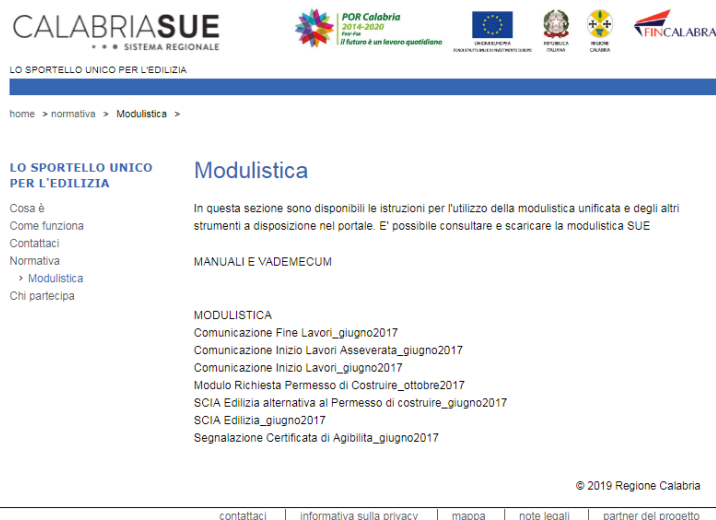 CALABRIASUE
SISTEMA REGIONALE
POR Calabria
2014-2020
Fesr-Fse
il futuro è un lavoro quotidiano
UNIONE EUROPEA
REPUBBLICA
ITALIANA
REGIONE
CALABRIA
FINCALABRA
LO SPORTELLO UNICO PER L'EDILIZIA
home > normativa > Modulistica >
LO SPORTELLO UNICO
PER L'EDILIZIA
Cosa è
Come funziona
Contattaci
Normativa
> Modulistica
Chi partecipa
Modulistica
In questa sezione sono disponibili le istruzioni per l'utilizzo della modulistica unificata e degli altri
strumenti a disposizione nel portale. E' possibile consultare e scaricare la modulistica SUE
MANUALI E VADEMECUM
MODULISTICA
Comunicazione Fine Lavori_giugno2017
Comunicazione Inizio Lavori Asseverata_giugno2017
Comunicazione Inizio Lavori_giugno2017
Modulo Richiesta Permesso di Costruire_ottobre2017
SCIA Edilizia alternativa al Permesso di costruire_giugno2017
SCIA Edilizia_giugno2017
Segnalazione Certificata di Agibilita_giugno2017
© 2019 Regione Calabria
contattaci | informativa sulla privacy | mappa | note legali | partner del progetto